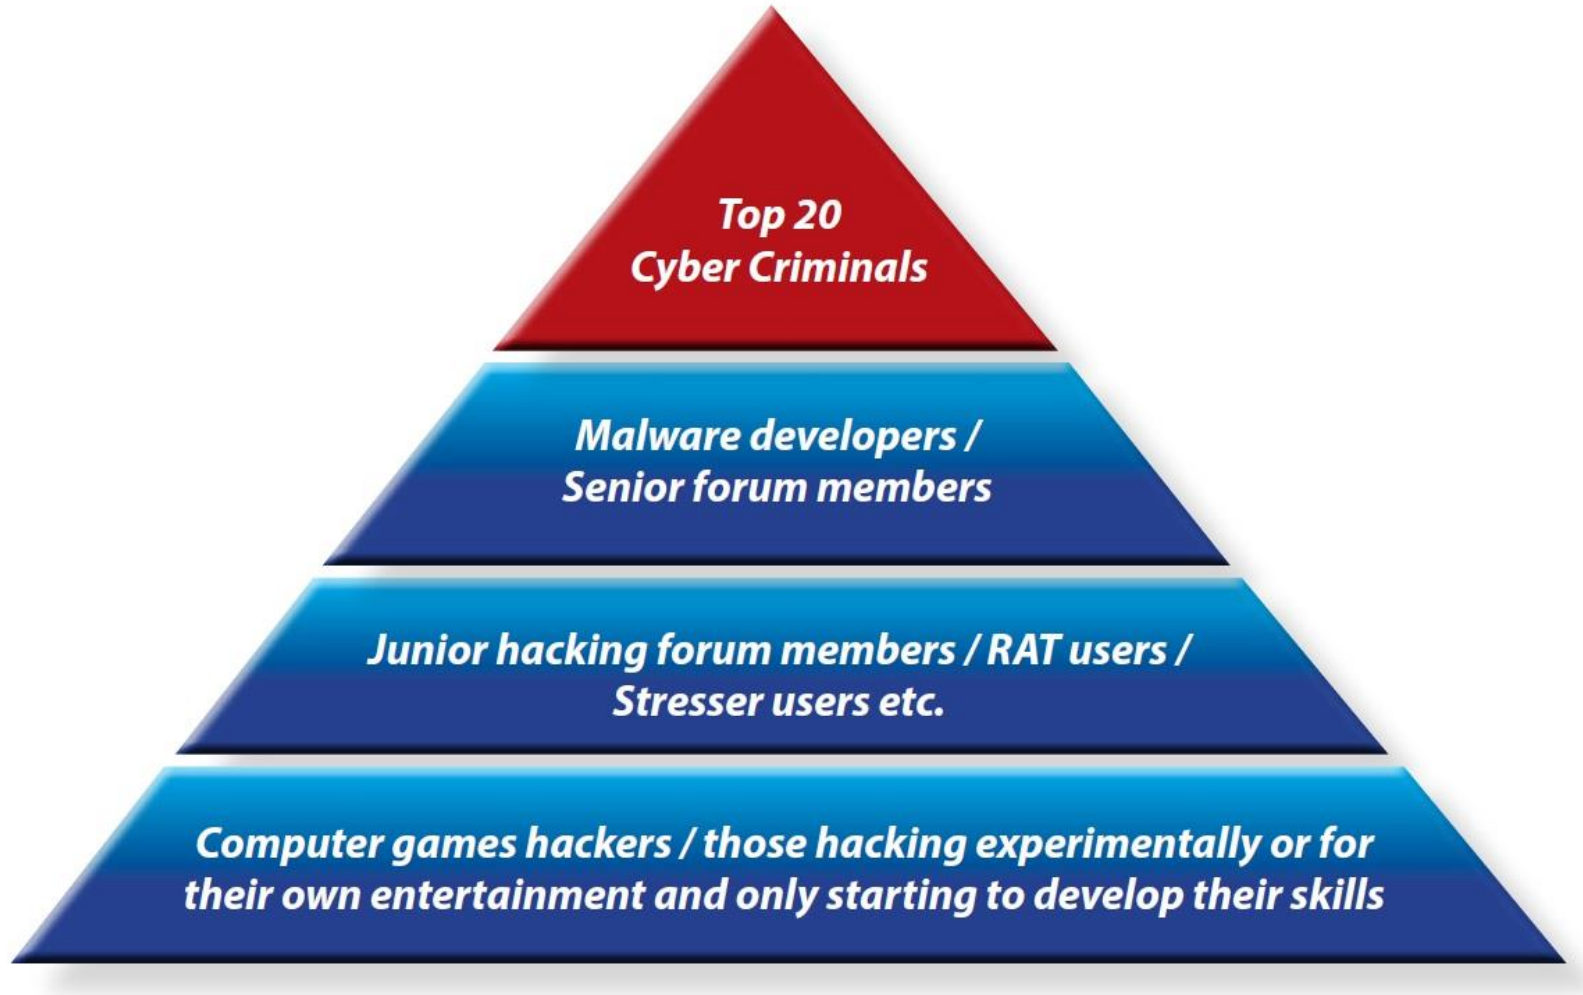 Top 20
Cyber Criminals
Malware developers /
Senior forum members
Junior hacking forum members / RAT users /
Stresser users etc.
Computer games hackers / those hacking experimentally or for
their own entertainment and only starting to develop their skills